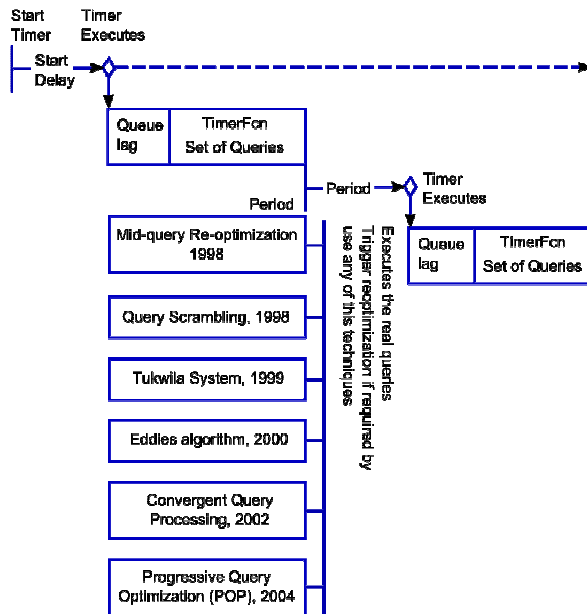 Start
Timer
Timer
Executes
Start
Delay
Queue
lag
TimerFcn
Set of Queries
Period
Period
Timer
Executes
Queue
lag
TimerFcn
Set of Queries
Mid-query Re-optimization
1998
Query Scrambling, 1998
Tukwila System, 1999
Eddies algorithm, 2000
Convergent Query
Processing, 2002
Progressive Query
Optimization (POP), 2004
Executes the real queries
Trigger reoptimization if required by
use any of this techniques